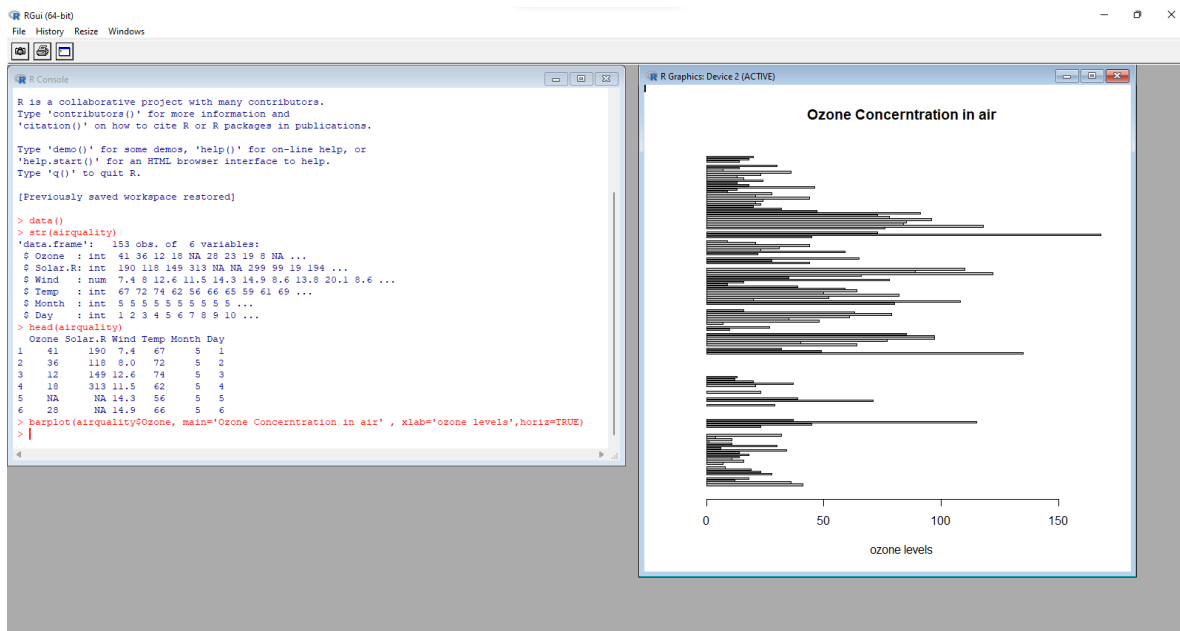 RGui (64-bit)
File History Resize Windows
R Console
R is a collaborative project with many contributors.
Type 'contributors()' for more information and
'citation()' on how to cite R or R packages in publications.
Type 'demo()' for some demos, 'help()' for on-line help, or
'help.start()' for an HTML browser interface to help.
Type 'q()' to quit R.
[Previously saved workspace restored]
> data()
> str(airquality)
'data.frame':   153 obs. of  6 variables:
 $ Ozone  : int  41 36 12 18 NA 28 23 19 8 NA ...
 $ Solar.R: int  190 118 149 313 NA NA 299 99 19 194 ...
 $ Wind   : num  7.4 8 12.6 11.5 14.3 14.9 8.6 13.8 20.1 8.6 ...
 $ Temp   : int  67 72 74 62 56 66 65 59 61 69 ...
 $ Month  : int  5 5 5 5 5 5 5 5 5 5 ...
 $ Day    : int  1 2 3 4 5 6 7 8 9 10 ...
> head(airquality)
  Ozone Solar.R Wind Temp Month Day
1    41     190  7.4   67     5   1
2    36     118  8.0   72     5   2
3    12     149 12.6   74     5   3
4    18     313 11.5   62     5   4
5    NA      NA 14.3   56     5   5
6    28      NA 14.9   66     5   6
> barplot(airquality$Ozone, main='Ozone Concerntration in air' , xlab='ozone levels',horiz=TRUE)
>
R Graphics: Device 2 (ACTIVE)
Ozone Concerntration in air
0 50 100 150
ozone levels